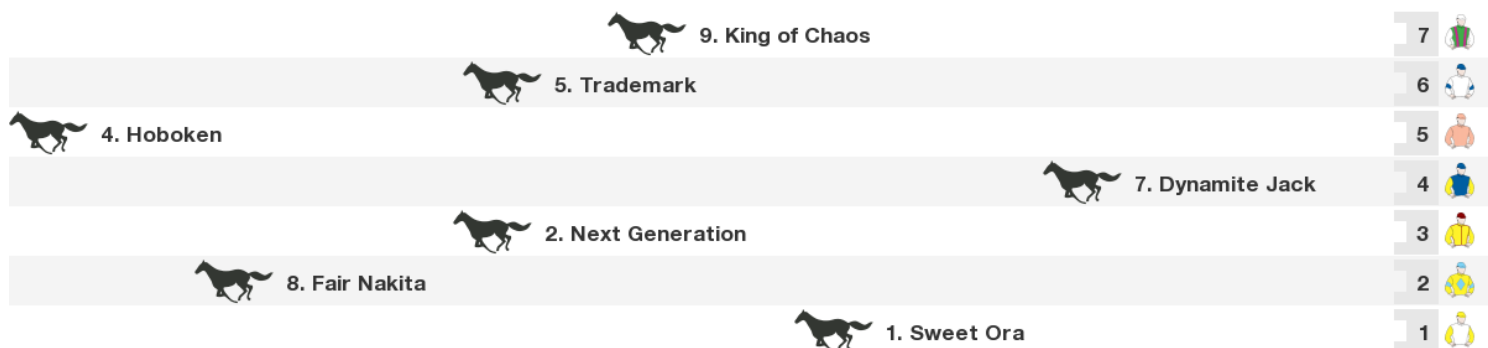 9. King of Chaos 7
5. Trademark 6
4. Hoboken 5
7. Dynamite Jack 4
2. Next Generation 3
8. Fair Nakita 2
1. Sweet Ora 1